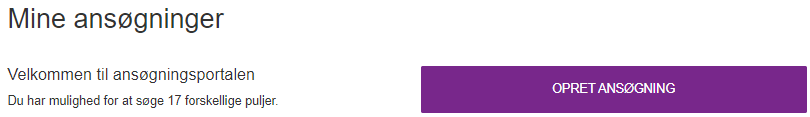 Mine ansøgninger
Velkommen til ansøgningsportalen
Du har mulighed for at søge 17 forskellige puljer.
OPRET ANSØGNING